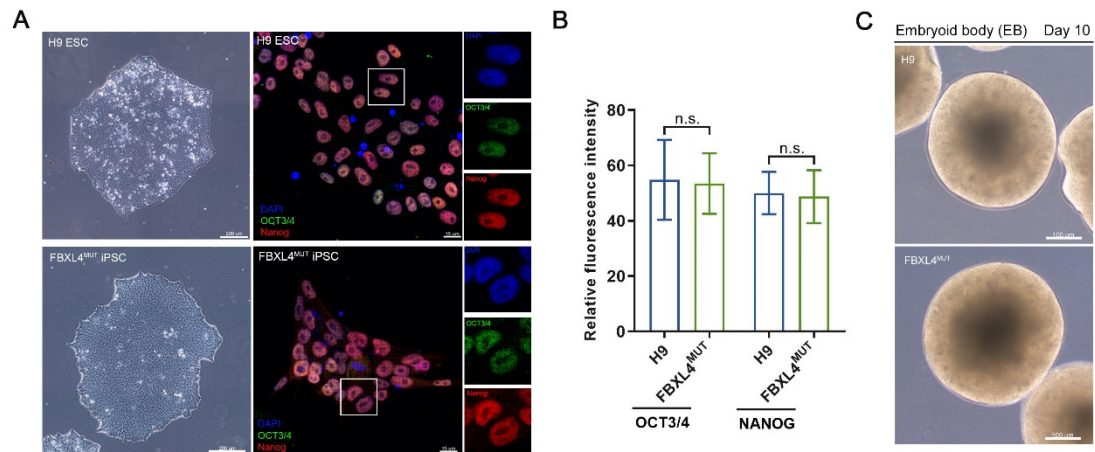 A
H9 ESC
200 μm
H9 ESC
DAPI
OCT3/4
Nanog
15 μm
DAPI
OCT3/4
Nanog
FBXL4MUT iPSC
200 μm
FBXL4MUT iPSC
DAPI
OCT3/4
Nanog
15 μm
DAPI
OCT3/4
Nanog
B
Relative fluorescence intensity
80
60
40
20
0
n.s.
n.s.
H9
FBXL4MUT
H9
FBXL4MUT
OCT3/4
NANOG
C
Embryoid body (EB) Day 10
H9
100 μm
FBXL4MUT
100 μm